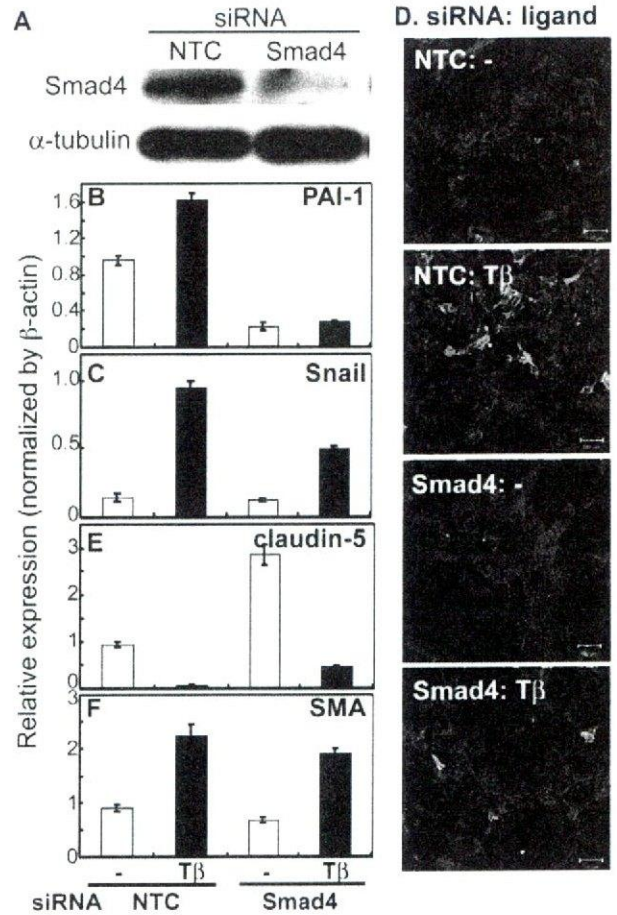 A
siRNA
NTC Smad4
Smad4
α-tubulin
Relative expression (normalized by β-actin)
B PAI-1
1.6
1.2
0.8
0.4
0
C Snail
1.0
0.5
0
E claudin-5
3
2
1
0
F SMA
3
2
1
0
- Tβ - Tβ
siRNA NTC Smad4
D. siRNA: ligand
NTC: -
NTC: Tβ
Smad4: -
Smad4: Tβ